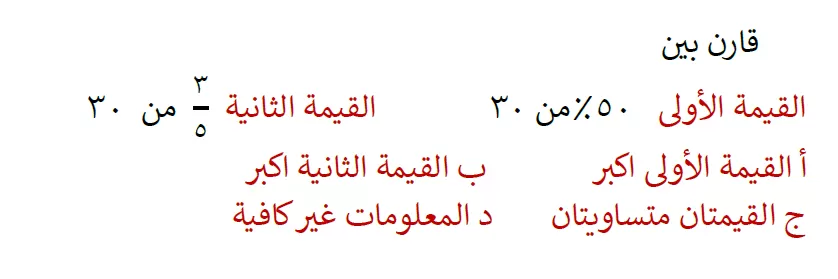 قارن بين
القيمة الأولى ٥٠٪من ٣٠ القيمة الثانية ٣/٥ من ٣٠
أ القيمة الأولى اكبر ب القيمة الثانية اكبر
ج القيمتان متساويتان د المعلومات غير كافية